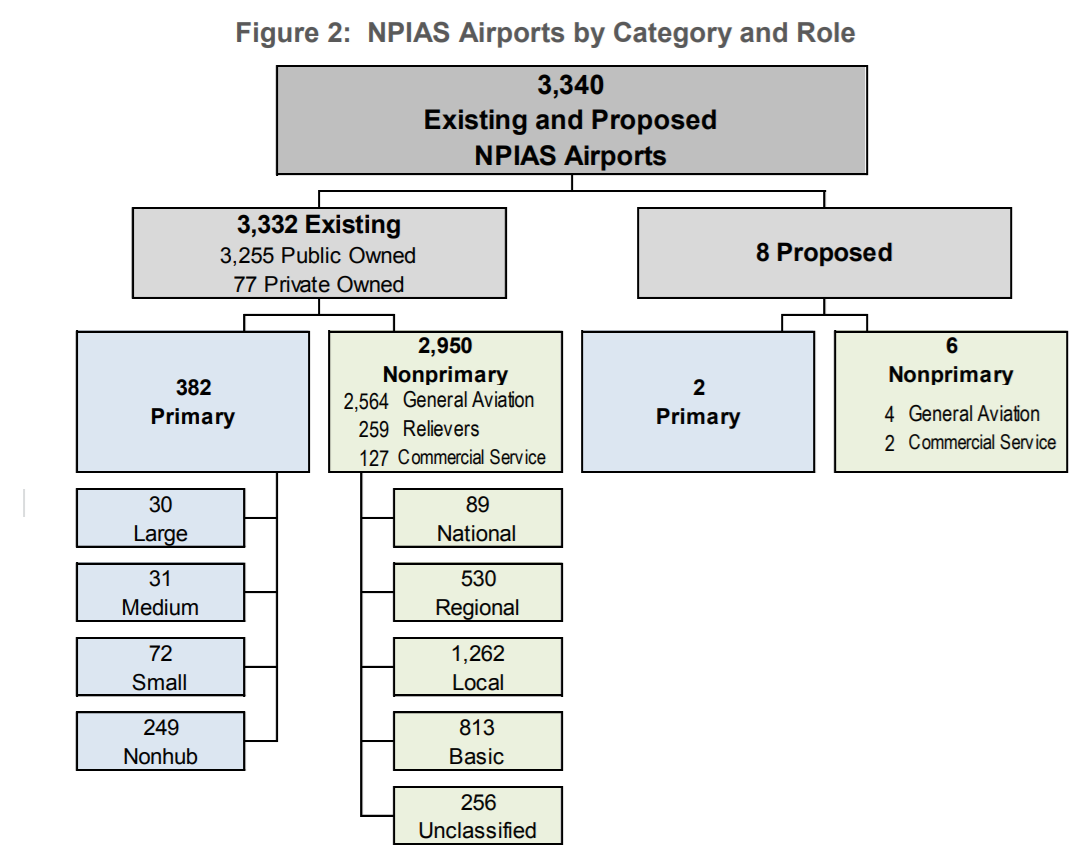 Figure 2:  NPIAS Airports by Category and Role
3,340
Existing and Proposed
NPIAS Airports
3,332 Existing
3,255 Public Owned
77 Private Owned
8 Proposed
382
Primary
2,950
Nonprimary
2,564 General Aviation
259 Relievers
127 Commercial Service
2
Primary
6
Nonprimary
4 General Aviation
2 Commercial Service
30
Large
31
Medium
72
Small
249
Nonhub
89
National
530
Regional
1,262
Local
813
Basic
256
Unclassified